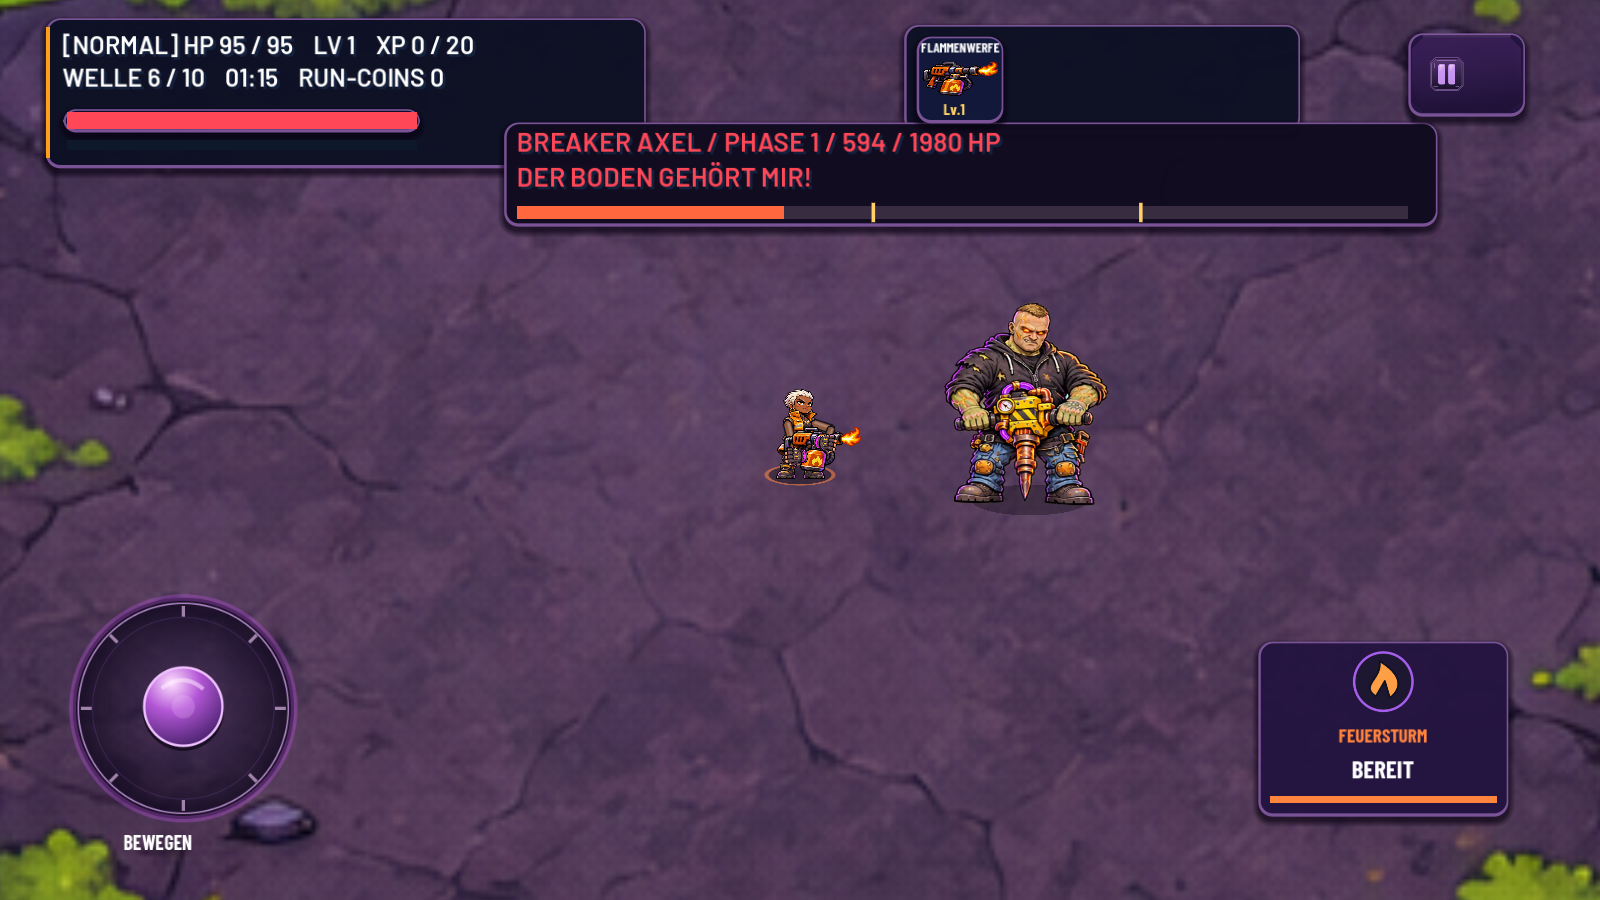 [NORMAL] HP 95 / 95 LV 1 XP 0 / 20
WELLE 6 / 10 01:15 RUN-COINS 0
FLAMMENWERFE
Lv.1
BREAKER AXEL / PHASE 1 / 594 / 1980 HP
DER BODEN GEHÖRT MIR!
FEUERSTURM
BEREIT
BEWEGEN